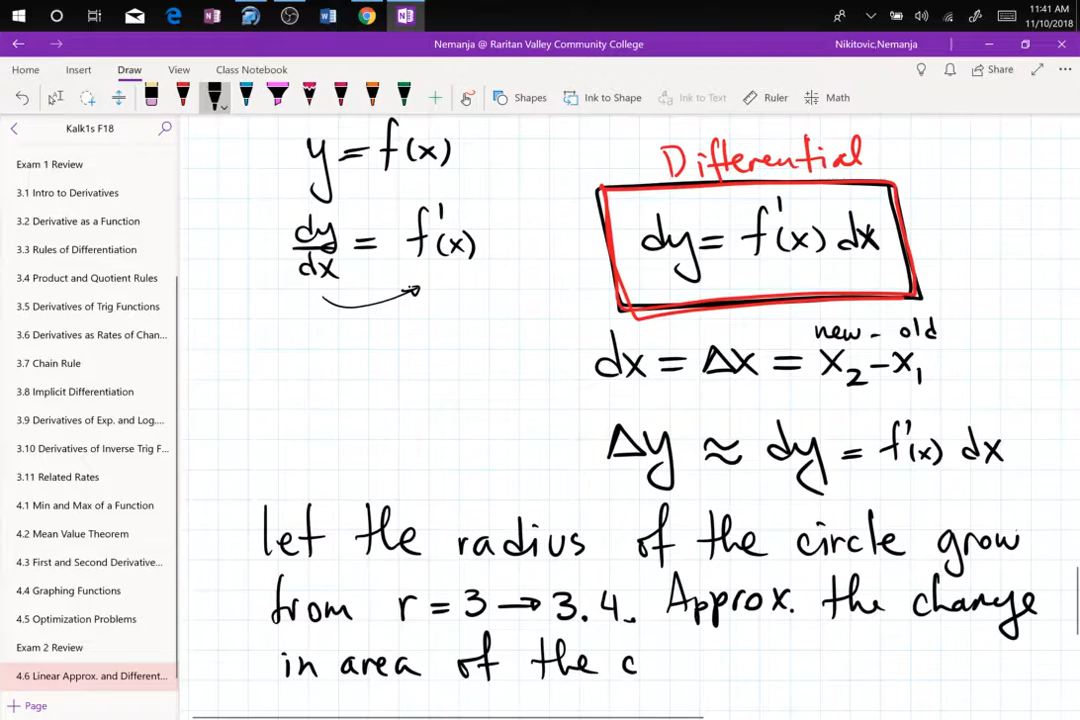 11:41 AM
11/10/2018
Nemanja @ Raritan Valley Community College
Nikitovic,Nemanja
Home Insert Draw View Class Notebook
Share
Shapes Ink to Shape Ink to Text Ruler Math
Kalk1s F18
Exam 1 Review
3.1 Intro to Derivatives
3.2 Derivative as a Function
3.3 Rules of Differentiation
3.4 Product and Quotient Rules
3.5 Derivatives of Trig Functions
3.6 Derivatives as Rates of Chan...
3.7 Chain Rule
3.8 Implicit Differentiation
3.9 Derivatives of Exp. and Log....
3.10 Derivatives of Inverse Trig F...
3.11 Related Rates
4.1 Min and Max of a Function
4.2 Mean Value Theorem
4.3 First and Second Derivative...
4.4 Graphing Functions
4.5 Optimization Problems
Exam 2 Review
4.6 Linear Approx. and Different...
+ Page
y = f(x)
dy/dx = f'(x)
Differential
dy = f'(x) dx
new - old
dx = Δx = x₂ - x₁
Δy ≈ dy = f'(x) dx
let the radius of the circle grow
from r = 3 → 3.4. Approx. the change
in area of the c